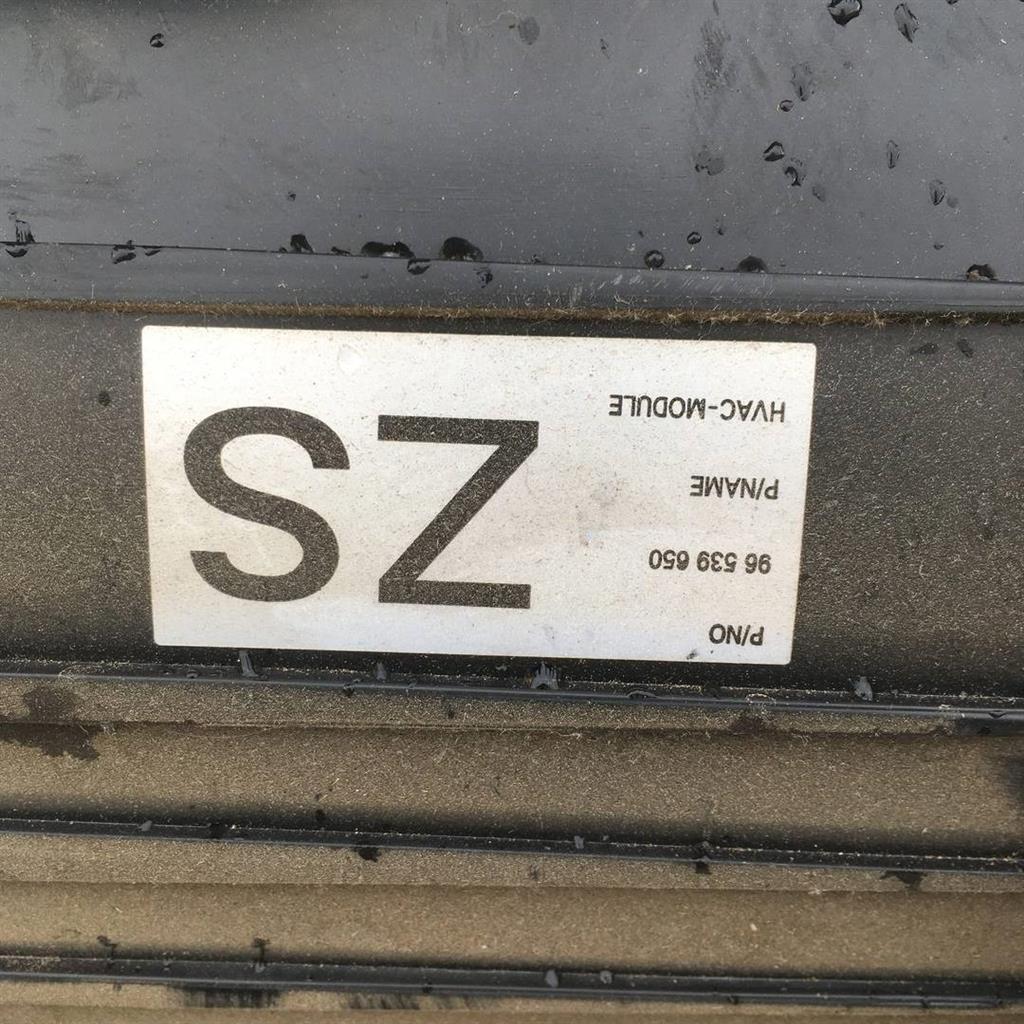 P/NO
96 539 650
P/NAME
HVAC-MODULE
ZS